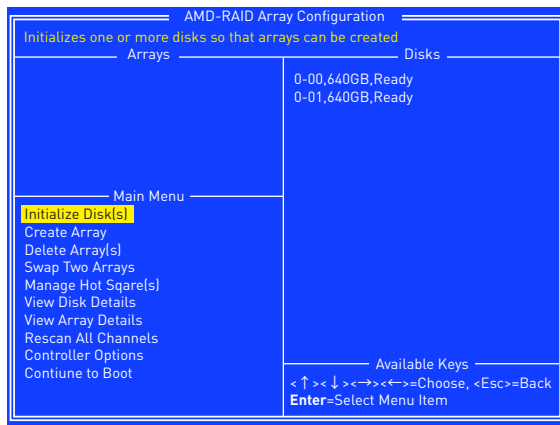 AMD-RAID Array Configuration
Initializes one or more disks so that arrays can be created
Arrays
Disks
0-00,640GB,Ready
0-01,640GB,Ready
Main Menu
Initialize Disk(s)
Create Array
Delete Array(s)
Swap Two Arrays
Manage Hot Sqare(s)
View Disk Details
View Array Details
Rescan All Channels
Controller Options
Contiune to Boot
Available Keys
<↑><↓><→><←>=Choose, <Esc>=Back
Enter=Select Menu Item